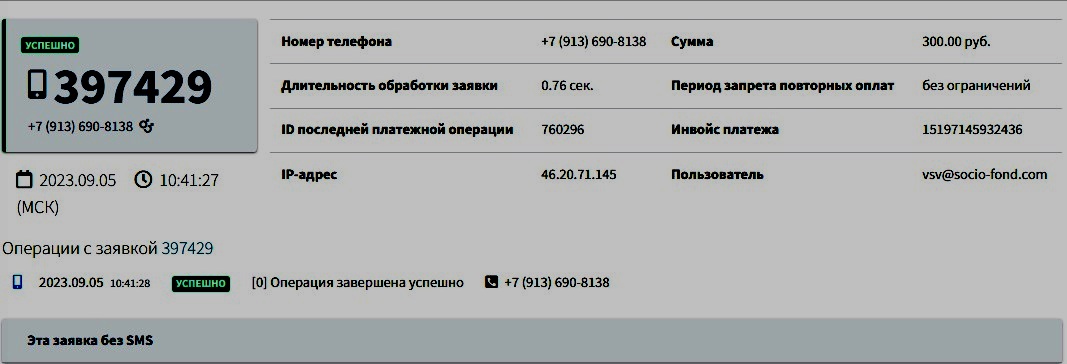 УСПЕШНО
397429
+7 (913) 690-8138
2023.09.05 10:41:27
(МСК)
Номер телефона +7 (913) 690-8138 Сумма 300.00 руб.
Длительность обработки заявки 0.76 сек. Период запрета повторных оплат без ограничений
ID последней платежной операции 760296 Инвойс платежа 15197145932436
IP-адрес 46.20.71.145 Пользователь vsv@socio-fond.com
Операции с заявкой 397429
2023.09.05 10:41:28 УСПЕШНО [0] Операция завершена успешно +7 (913) 690-8138
Эта заявка без SMS